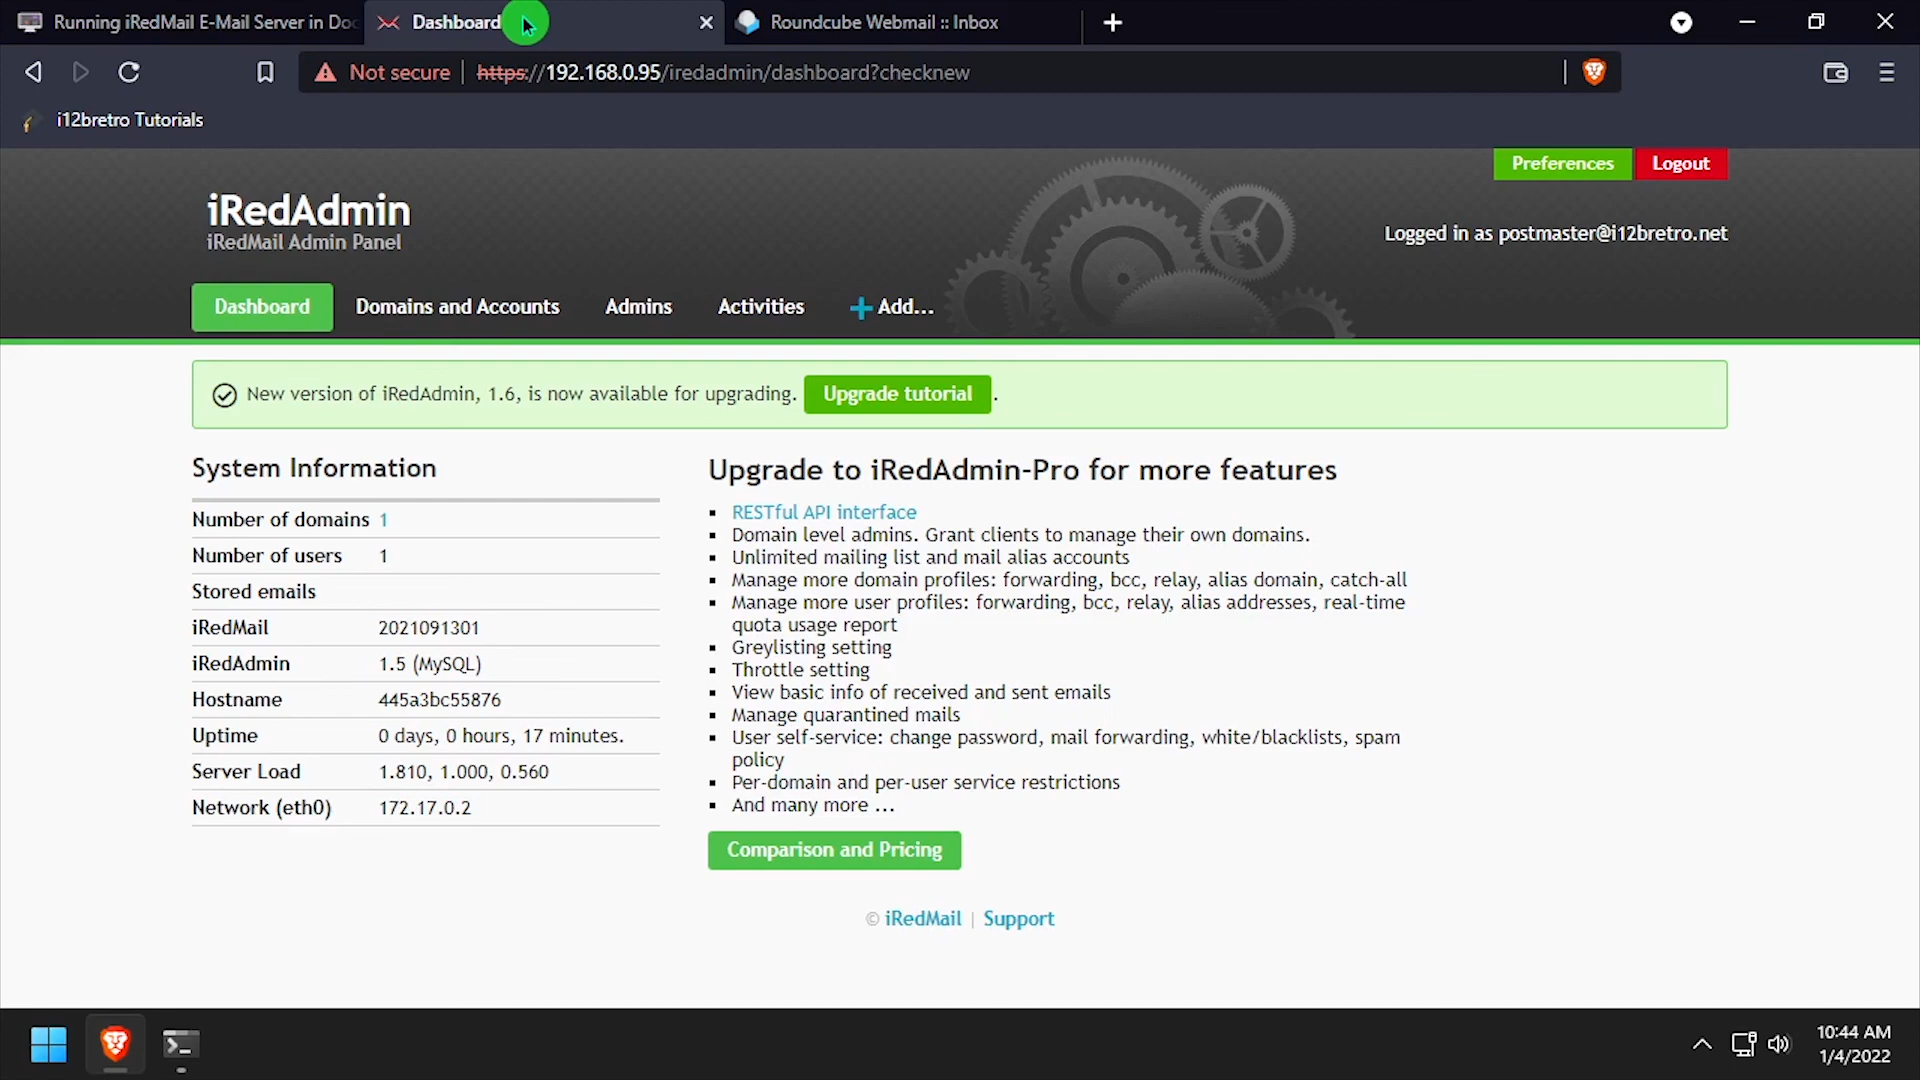 Running iRedMail E-Mail Server in Doc
Dashboard
Roundcube Webmail :: Inbox
Not secure
https://192.168.0.95/iredadmin/dashboard?checknew
i12bretro Tutorials
Preferences
Logout
iRedAdmin
iRedMail Admin Panel
Logged in as postmaster@i12bretro.net
Dashboard
Domains and Accounts
Admins
Activities
Add...
New version of iRedAdmin, 1.6, is now available for upgrading. Upgrade tutorial .
System Information
Number of domains 1
Number of users 1
Stored emails
iRedMail 2021091301
iRedAdmin 1.5 (MySQL)
Hostname 445a3bc55876
Uptime 0 days, 0 hours, 17 minutes.
Server Load 1.810, 1.000, 0.560
Network (eth0) 172.17.0.2
Upgrade to iRedAdmin-Pro for more features
RESTful API interface
Domain level admins. Grant clients to manage their own domains.
Unlimited mailing list and mail alias accounts
Manage more domain profiles: forwarding, bcc, relay, alias domain, catch-all
Manage more user profiles: forwarding, bcc, relay, alias addresses, real-time
quota usage report
Greylisting setting
Throttle setting
View basic info of received and sent emails
Manage quarantined mails
User self-service: change password, mail forwarding, white/blacklists, spam
policy
Per-domain and per-user service restrictions
And many more ...
Comparison and Pricing
© iRedMail | Support
10:44 AM
1/4/2022